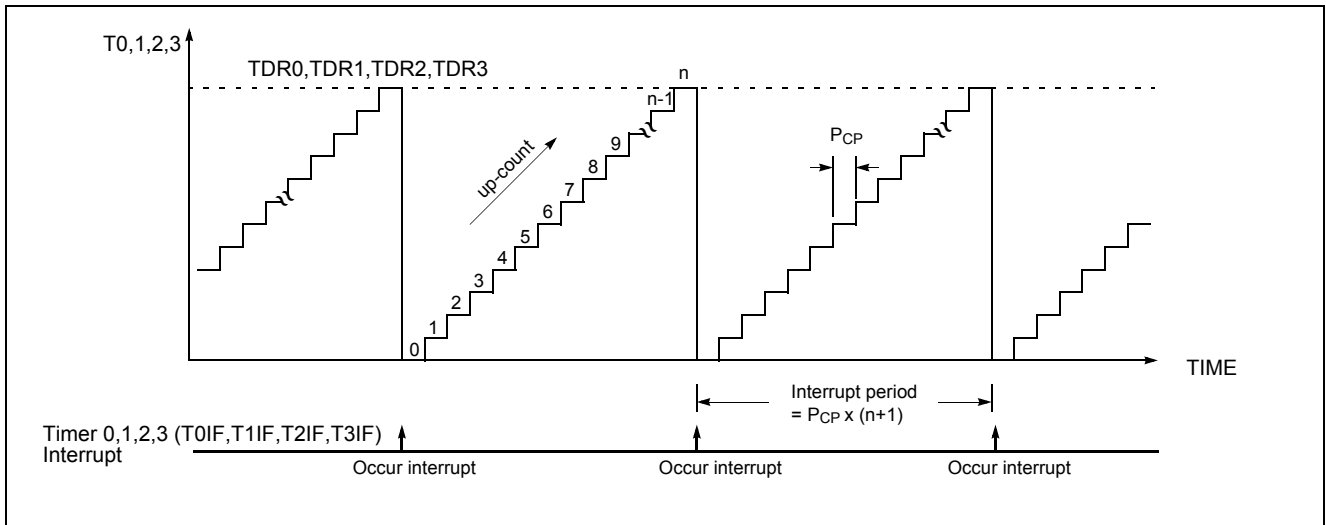 T0,1,2,3
TDR0,TDR1,TDR2,TDR3
n
n-1
9
8
7
6
5
4
3
2
1
0
up-count
PCP
TIME
Interrupt period
= PCP x (n+1)
Timer 0,1,2,3 (T0IF,T1IF,T2IF,T3IF)
Interrupt
Occur interrupt
Occur interrupt
Occur interrupt